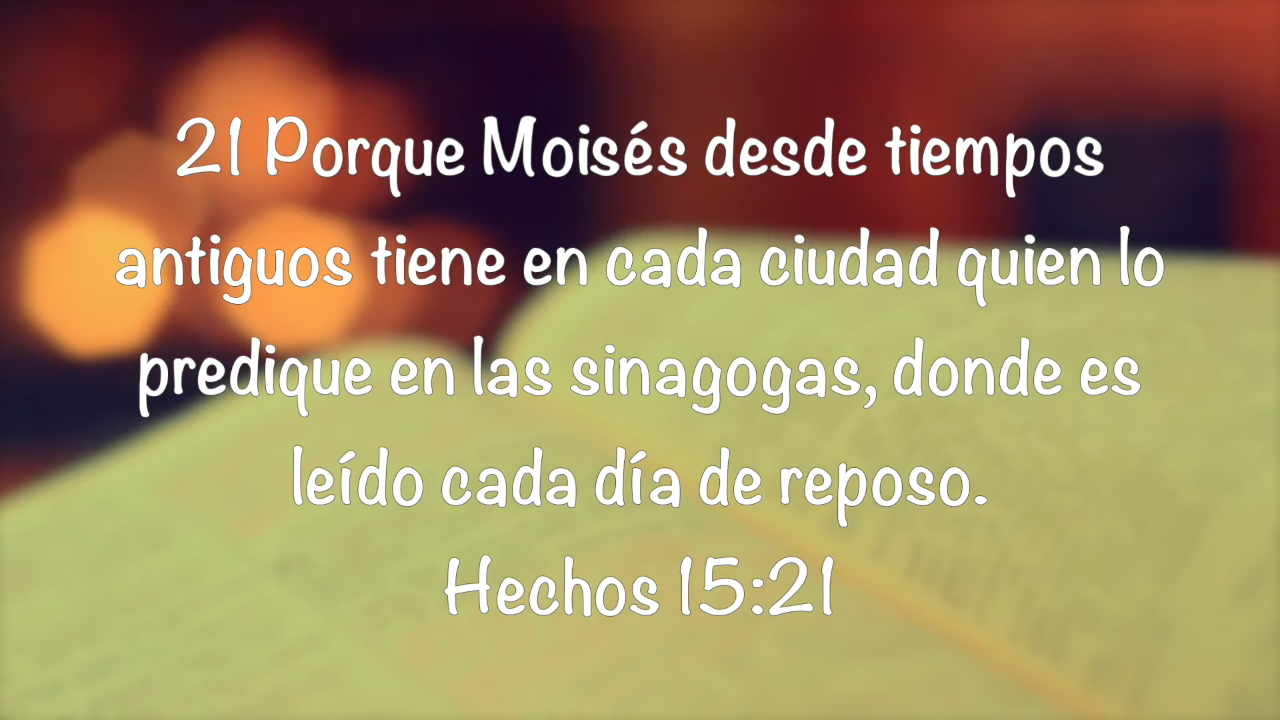 21 Porque Moisés desde tiempos
antiguos tiene en cada ciudad quien lo
predique en las sinagogas, donde es
leído cada día de reposo.
Hechos 15:21